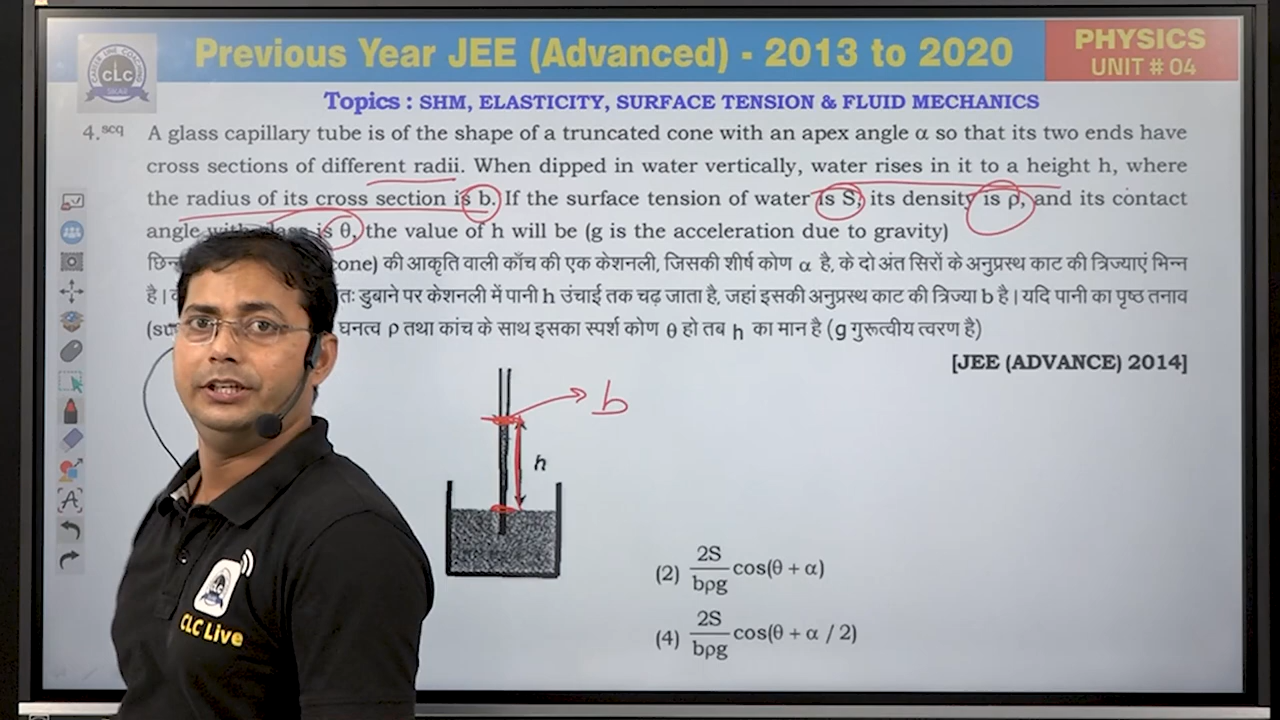 Previous Year JEE (Advanced) - 2013 to 2020
PHYSICS
UNIT # 04
CLC
Topics : SHM, ELASTICITY, SURFACE TENSION & FLUID MECHANICS
4.scq A glass capillary tube is of the shape of a truncated cone with an apex angle α so that its two ends have
cross sections of different radii. When dipped in water vertically, water rises in it to a height h, where
the radius of its cross section is b. If the surface tension of water is S, its density is ρ, and its contact
angle with glass is θ, the value of h will be (g is the acceleration due to gravity)
cone) की आकृति वाली काँच की एक केशनली, जिसकी शीर्ष कोण α है, के दो अंत सिरों के अनुप्रस्थ काट की त्रिज्याएं भिन्न
है। डुबाने पर केशनली में पानी h उंचाई तक चढ़ जाता है, जहां इसकी अनुप्रस्थ काट की त्रिज्या b है। यदि पानी का पृष्ठ तनाव
घनत्व ρ तथा कांच के साथ इसका स्पर्श कोण θ हो तब h का मान है (g गुरूत्वीय त्वरण है)
[JEE (ADVANCE) 2014]
b
h
(2) 2S/bρg cos(θ + α)
(4) 2S/bρg cos(θ + α / 2)
CLC Live